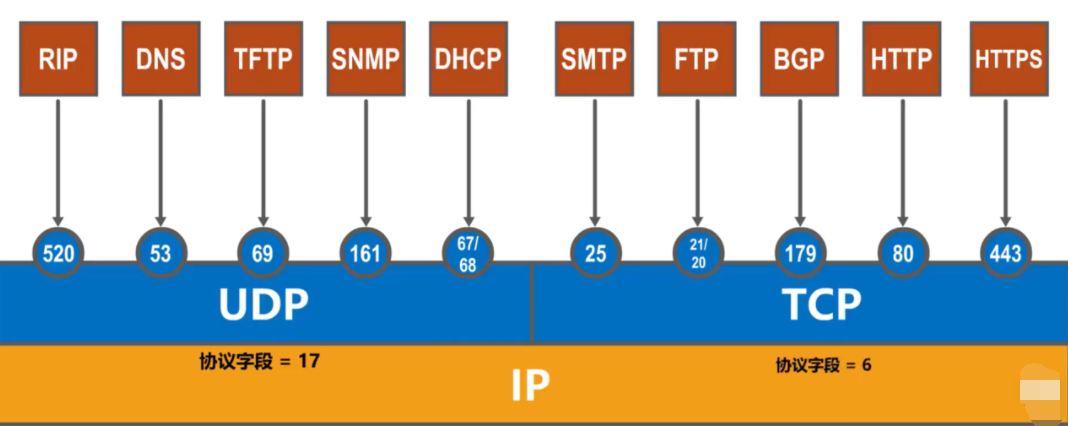 RIP DNS TFTP SNMP DHCP SMTP FTP BGP HTTP HTTPS
520 53 69 161 67/ 68 25 21/ 20 179 80 443
UDP TCP
协议字段 = 17 协议字段 = 6
IP